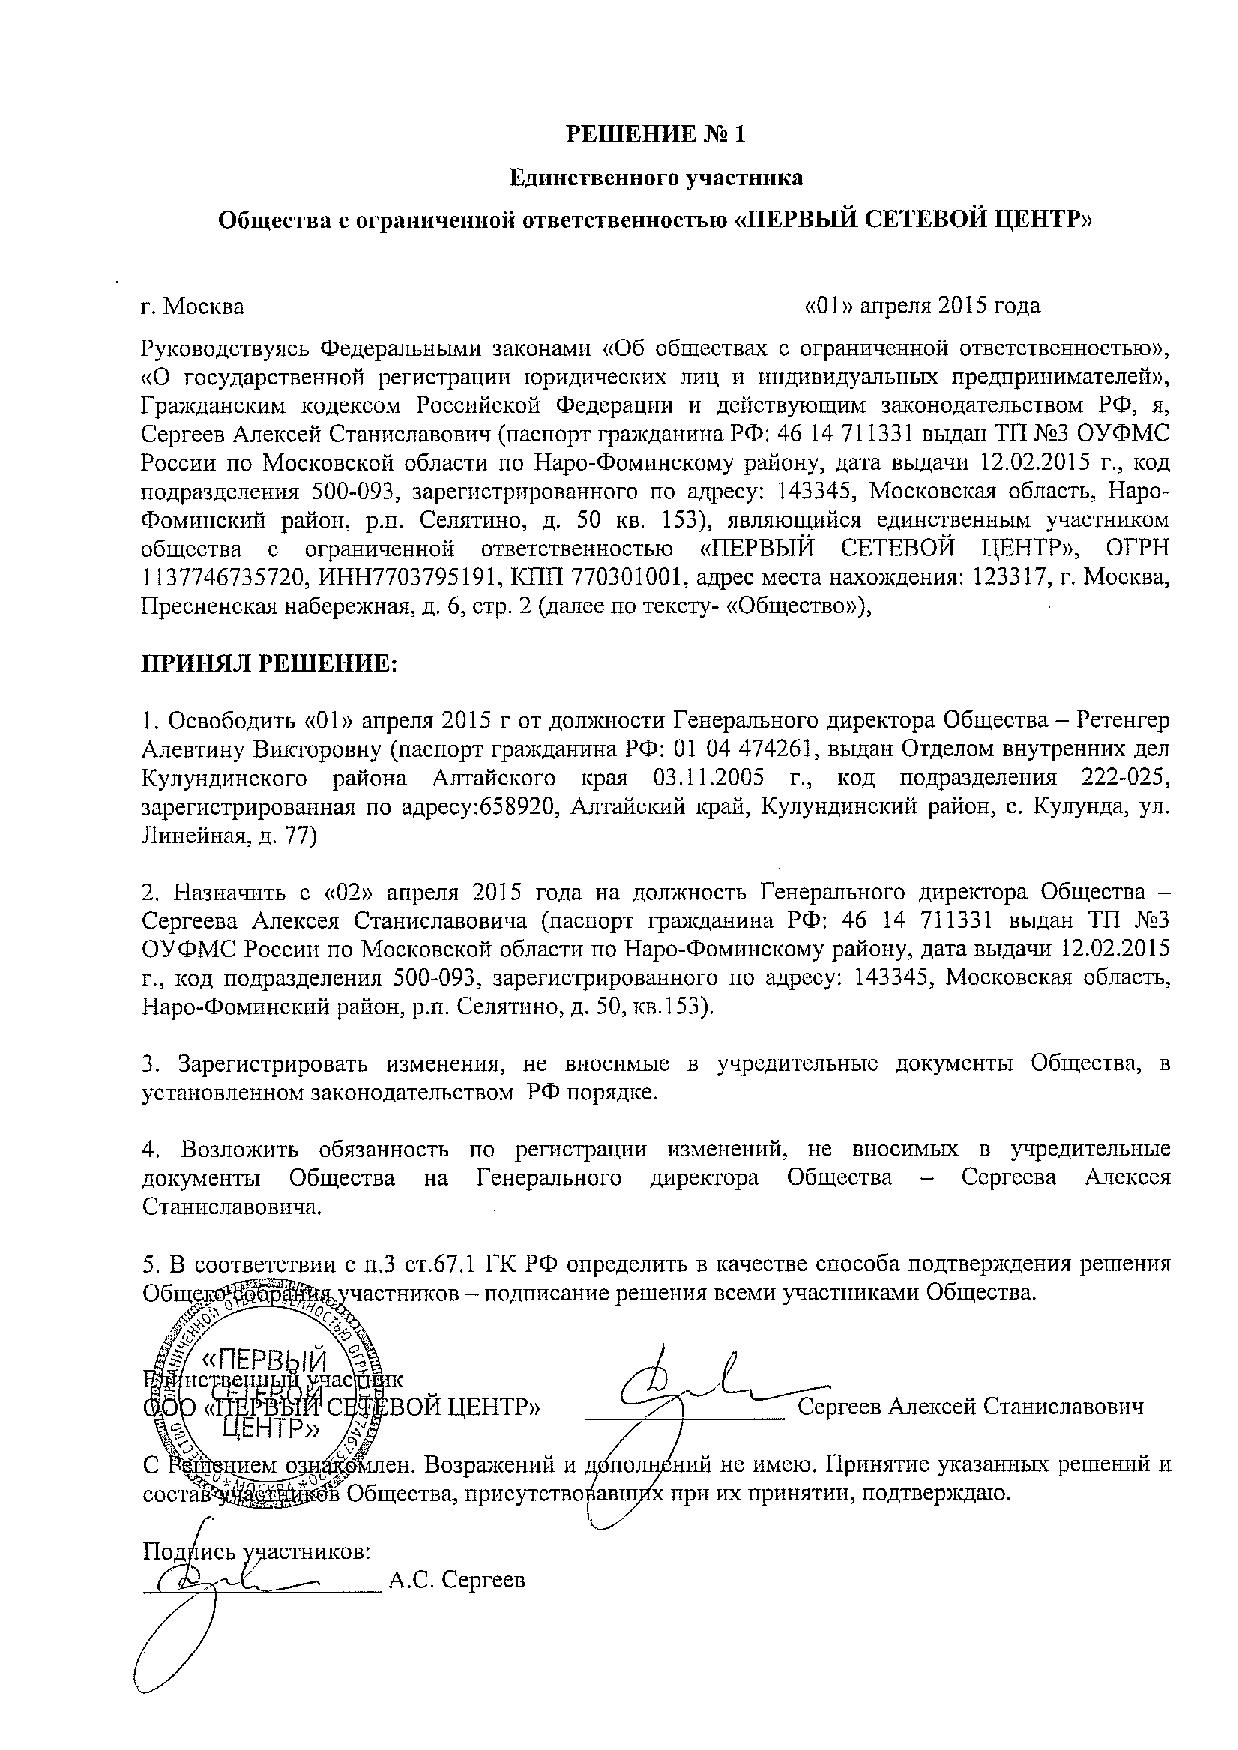 РЕШЕНИЕ № 1
Единственного участника
Общества с ограниченной ответственностью «ПЕРВЫЙ СЕТЕВОЙ ЦЕНТР»
г. Москва «01» апреля 2015 года
Руководствуясь Федеральными законами «Об обществах с ограниченной ответственностью»,
«О государственной регистрации юридических лиц и индивидуальных предпринимателей»,
Гражданским кодексом Российской Федерации и действующим законодательством РФ, я,
Сергеев Алексей Станиславович (паспорт гражданина РФ: 46 14 711331 выдан ТП №3 ОУФМС
России по Московской области по Наро-Фоминскому району, дата выдачи 12.02.2015 г., код
подразделения 500-093, зарегистрированного по адресу: 143345, Московская область, Наро-
Фоминский район, р.п. Селятино, д. 50 кв. 153), являющийся единственным участником
общества с ограниченной ответственностью «ПЕРВЫЙ СЕТЕВОЙ ЦЕНТР», ОГРН
1137746735720, ИНН7703795191, КПП 770301001, адрес места нахождения: 123317, г. Москва,
Пресненская набережная, д. 6, стр. 2 (далее по тексту- «Общество»),
ПРИНЯЛ РЕШЕНИЕ:
1. Освободить «01» апреля 2015 г от должности Генерального директора Общества – Ретенгер
Алевтину Викторовну (паспорт гражданина РФ: 01 04 474261, выдан Отделом внутренних дел
Кулундинского района Алтайского края 03.11.2005 г., код подразделения 222-025,
зарегистрированная по адресу:658920, Алтайский край, Кулундинский район, с. Кулунда, ул.
Линейная, д. 77)
2. Назначить с «02» апреля 2015 года на должность Генерального директора Общества –
Сергеева Алексея Станиславовича (паспорт гражданина РФ: 46 14 711331 выдан ТП №3
ОУФМС России по Московской области по Наро-Фоминскому району, дата выдачи 12.02.2015
г., код подразделения 500-093, зарегистрированного по адресу: 143345, Московская область,
Наро-Фоминский район, р.п. Селятино, д. 50, кв.153).
3. Зарегистрировать изменения, не вносимые в учредительные документы Общества, в
установленном законодательством РФ порядке.
4. Возложить обязанность по регистрации изменений, не вносимых в учредительные
документы Общества на Генерального директора Общества – Сергеева Алексея
Станиславовича.
5. В соответствии с п.3 ст.67.1 ГК РФ определить в качестве способа подтверждения решения
Общего собрания участников – подписание решения всеми участниками Общества.
«ПЕРВЫЙ
СЕТЕВОЙ
ЦЕНТР»
Единственный участник
ООО «ПЕРВЫЙ СЕТЕВОЙ ЦЕНТР» Сергеев Алексей Станиславович
С Решением ознакомлен. Возражений и дополнений не имею. Принятие указанных решений и
состав участников Общества, присутствовавших при их принятии, подтверждаю.
Подпись участников:
А.С. Сергеев